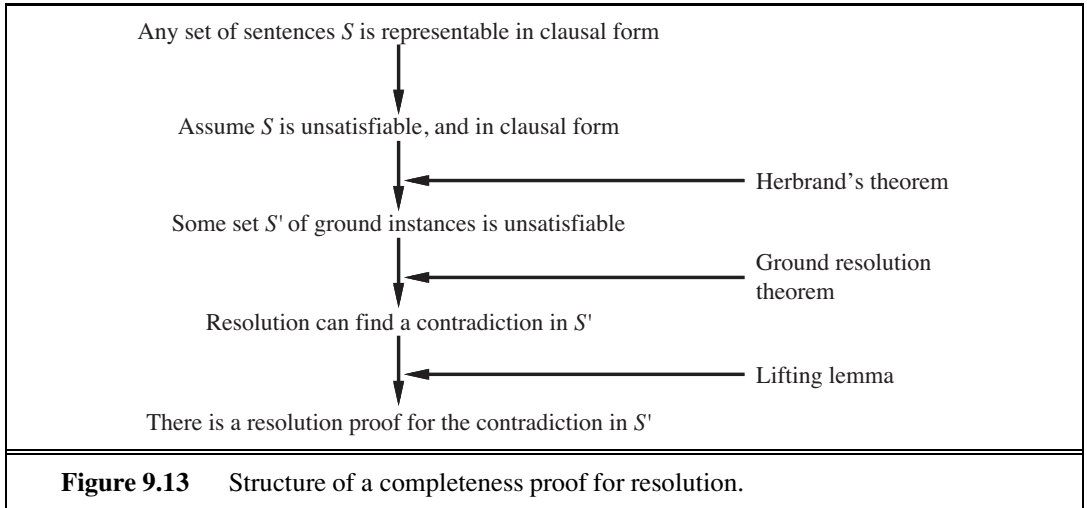 Any set of sentences S is representable in clausal form
Assume S is unsatisfiable, and in clausal form
Herbrand's theorem
Some set S' of ground instances is unsatisfiable
Ground resolution
theorem
Resolution can find a contradiction in S'
Lifting lemma
There is a resolution proof for the contradiction in S'
Figure 9.13 Structure of a completeness proof for resolution.